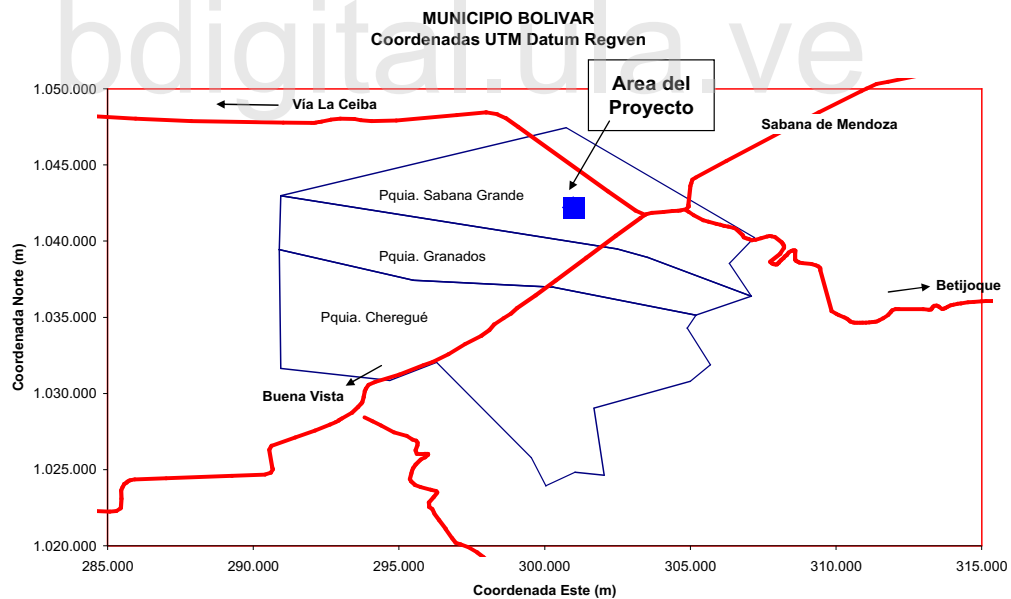 bdigital.ula.ve
MUNICIPIO BOLIVAR
Coordenadas UTM Datum Regven
Area del
Proyecto
Vía La Ceiba
Sabana de Mendoza
Pquia. Sabana Grande
Pquia. Granados
Betijoque
Pquia. Cheregué
Buena Vista
Coordenada Norte (m)
1.050.000
1.045.000
1.040.000
1.035.000
1.030.000
1.025.000
1.020.000
285.000
290.000
295.000
300.000
305.000
310.000
315.000
Coordenada Este (m)